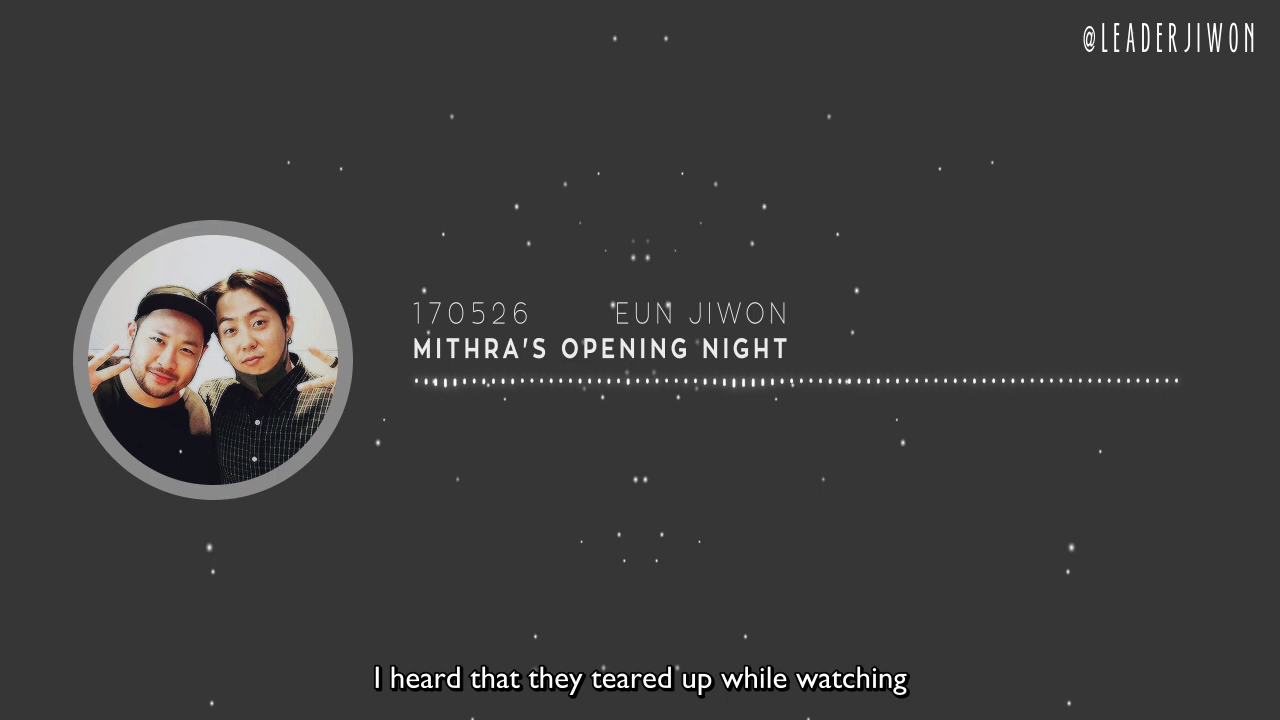 @LEADERJIWON
170526 EUN JIWON
MITHRA'S OPENING NIGHT
I heard that they teared up while watching